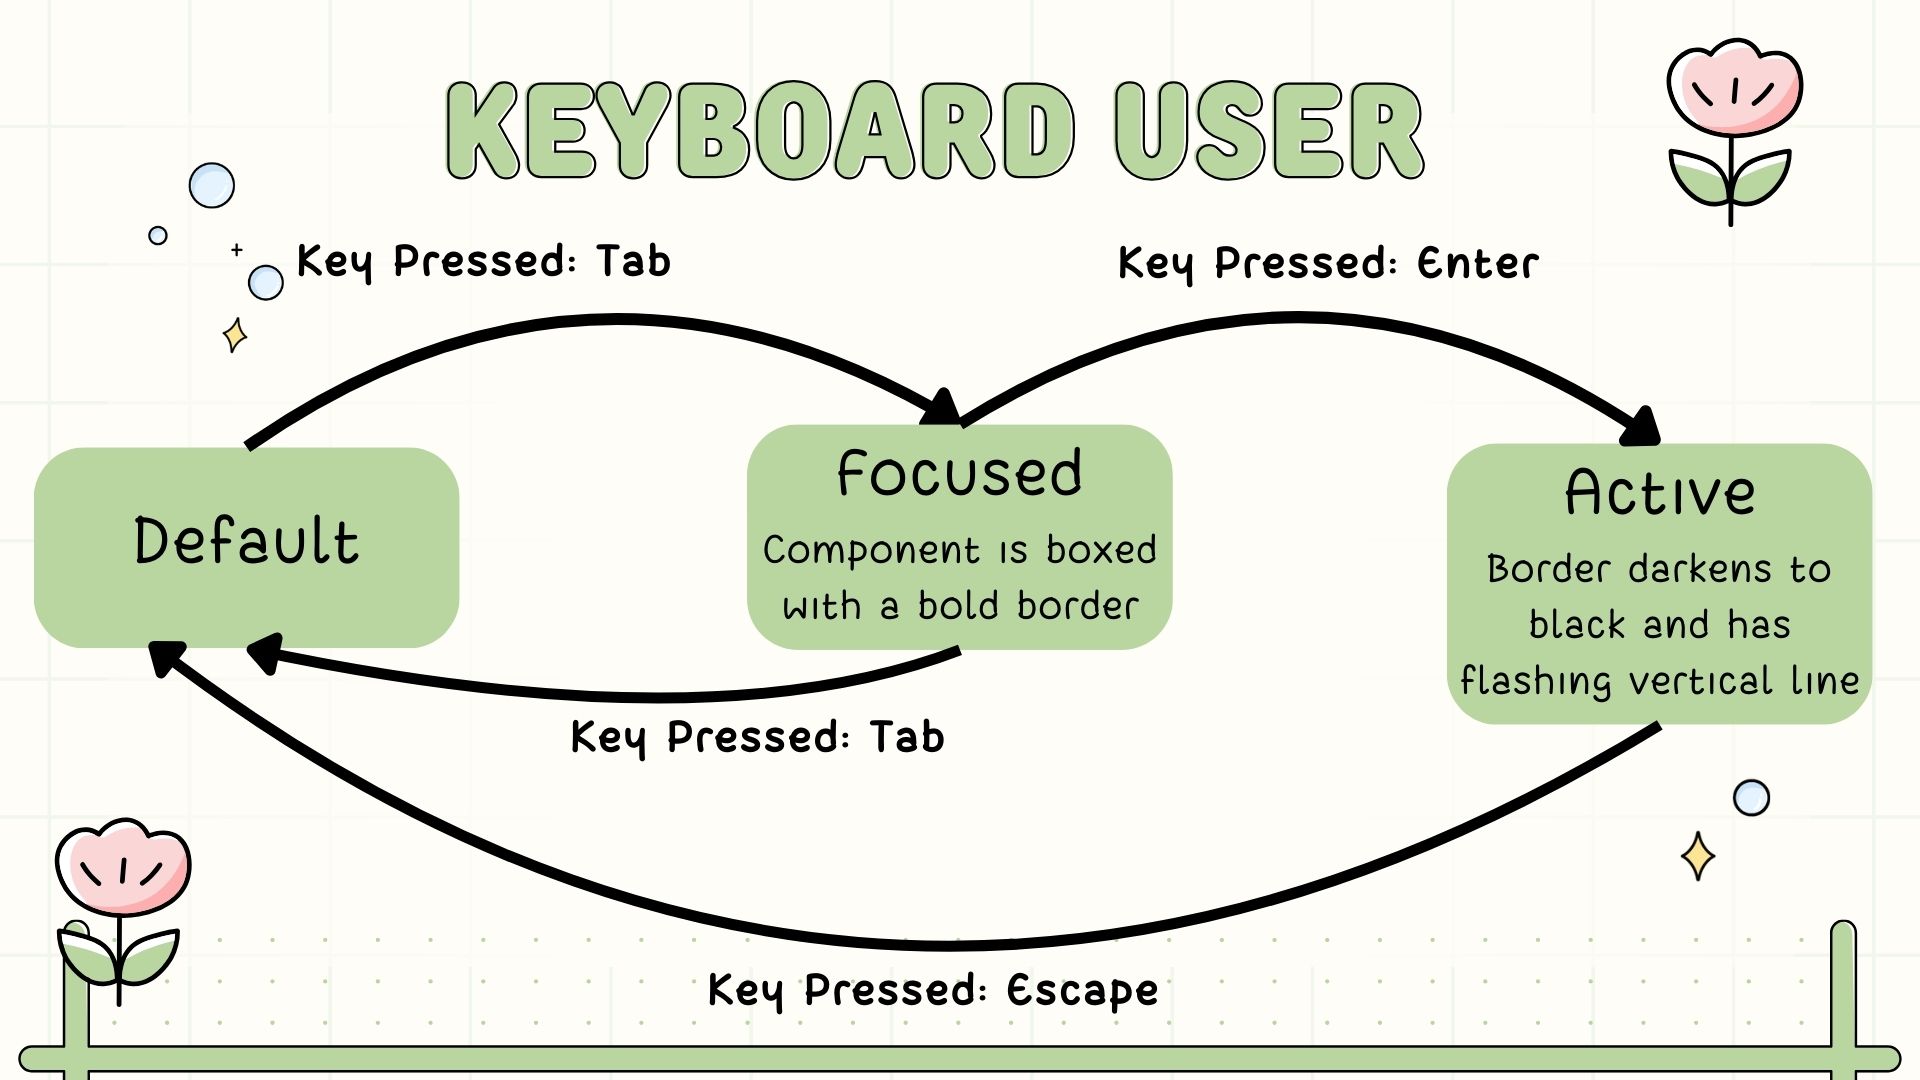 KEYBOARD USER
Key Pressed: Tab
Key Pressed: Enter
Default
Focused
Component is boxed
with a bold border
Active
Border darkens to
black and has
flashing vertical line
Key Pressed: Tab
Key Pressed: Escape